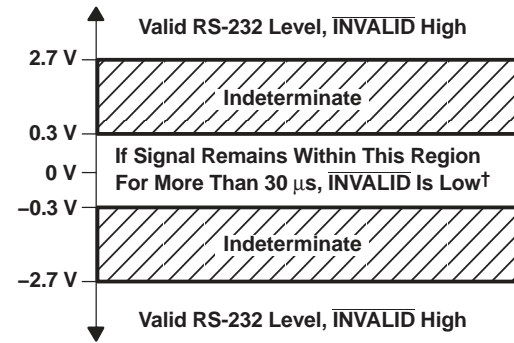 Valid RS-232 Level, INVALID High
2.7 V
Indeterminate
0.3 V
If Signal Remains Within This Region
0 V
For More Than 30 μs, INVALID Is Low†
–0.3 V
Indeterminate
–2.7 V
Valid RS-232 Level, INVALID High